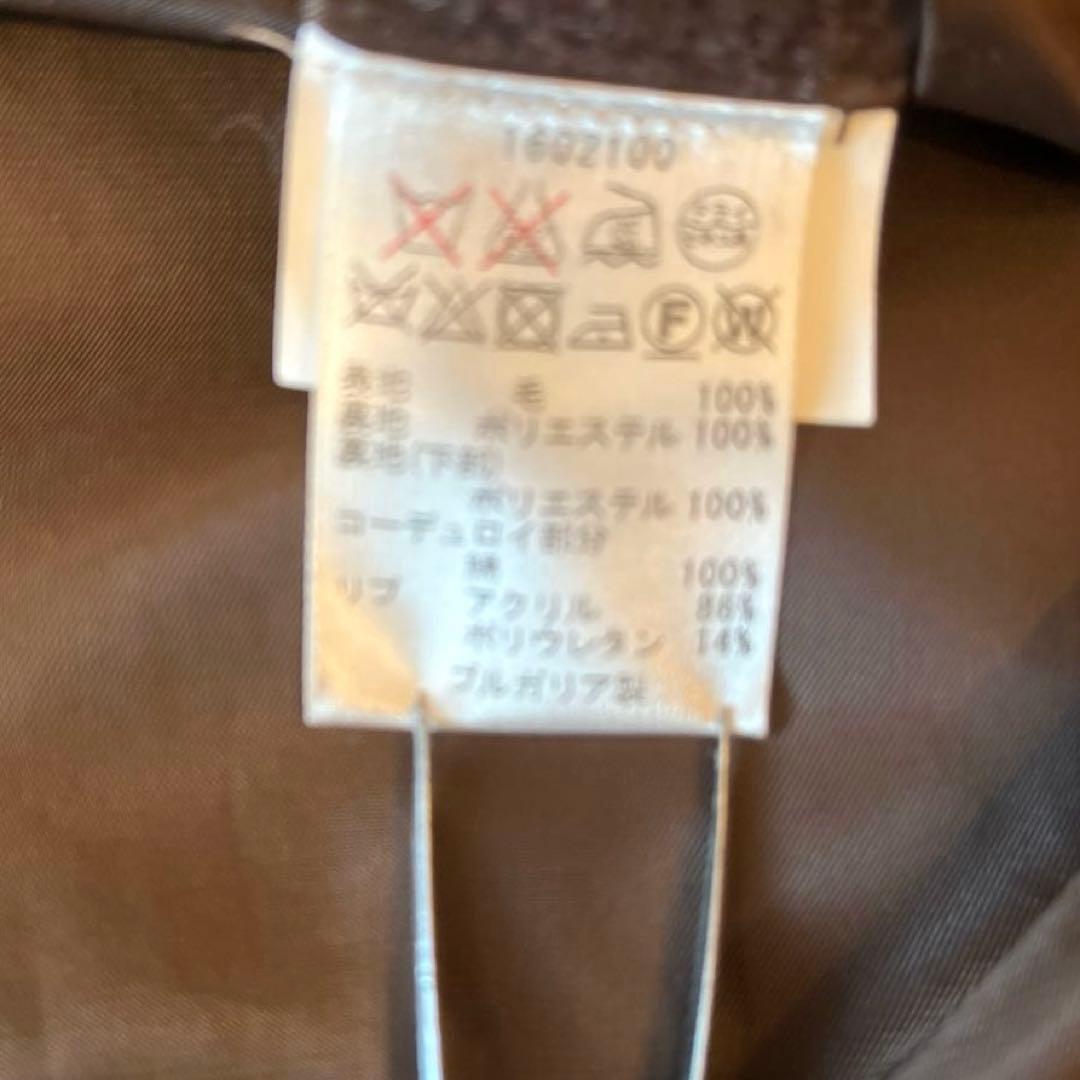 1602100
F W
表地 毛 100%
裏地 ポリエステル 100%
裏地(下部)
ポリエステル 100%
コーデュロイ部分
綿 100%
リブ アクリル 86%
ポリウレタン 14%
ブルガリア製